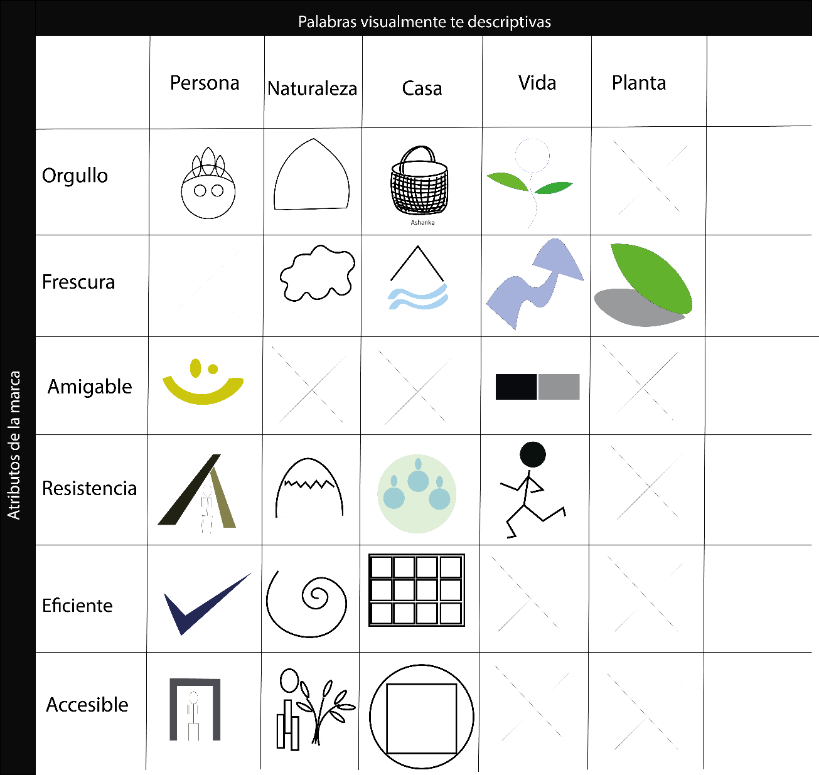 Palabras visualmente te descriptivas
Persona
Naturaleza
Casa
Vida
Planta
Orgullo
Ashanka
Frescura
Atributos de la marca
Amigable
Resistencia
Eficiente
Accesible